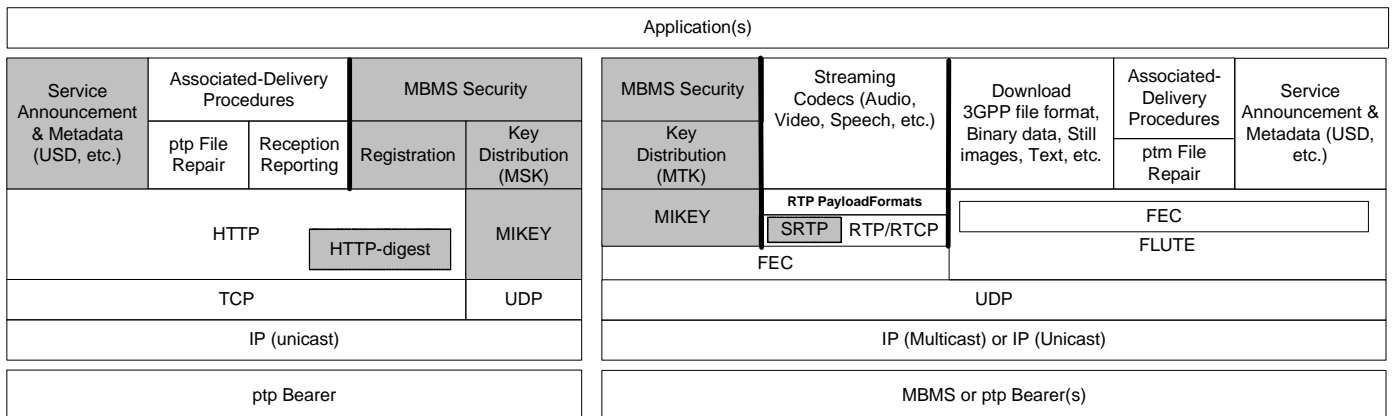 Application(s)
Service
Announcement
& Metadata
(USD, etc.)
Associated-Delivery
Procedures
ptp File
Repair
Reception
Reporting
MBMS Security
Registration
Key
Distribution
(MSK)
HTTP
HTTP-digest
MIKEY
TCP
UDP
IP (unicast)
ptp Bearer
MBMS Security
Key
Distribution
(MTK)
MIKEY
Streaming
Codecs (Audio,
Video, Speech, etc.)
RTP PayloadFormats
SRTP
RTP/RTCP
FEC
Download
3GPP file format,
Binary data, Still
images, Text, etc.
Associated-
Delivery
Procedures
ptm File
Repair
Service
Announcement &
Metadata (USD,
etc.)
FEC
FLUTE
UDP
IP (Multicast) or IP (Unicast)
MBMS or ptp Bearer(s)